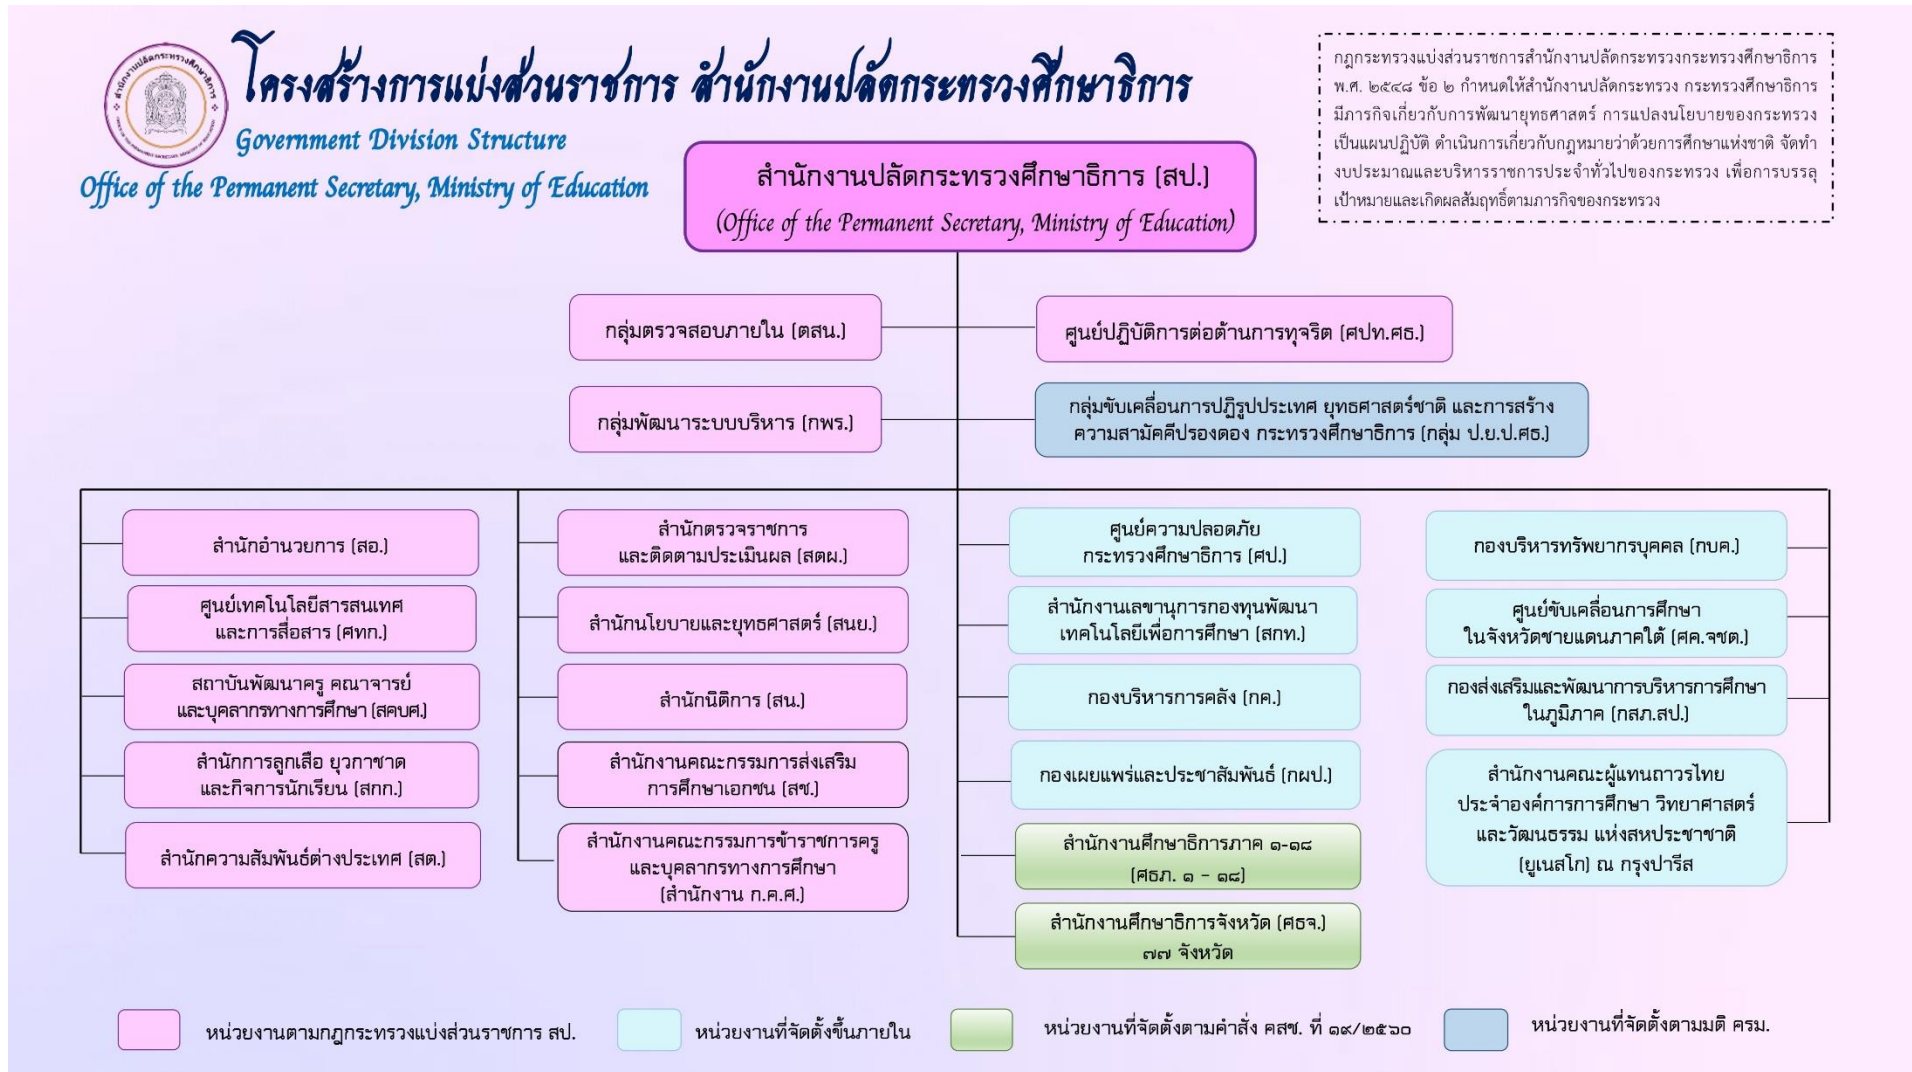 สำนักงานปลัดกระทรวงศึกษาธิการ
โครงสร้างการแบ่งส่วนราชการ สำนักงานปลัดกระทรวงศึกษาธิการ
Government Division Structure
Office of the Permanent Secretary, Ministry of Education
กฎกระทรวงแบ่งส่วนราชการสำนักงานปลัดกระทรวงกระทรวงศึกษาธิการ
พ.ศ. ๒๕๔๘ ข้อ ๒ กำหนดให้สำนักงานปลัดกระทรวง กระทรวงศึกษาธิการ
มีภารกิจเกี่ยวกับการพัฒนายุทธศาสตร์ การแปลงนโยบายของกระทรวง
เป็นแผนปฏิบัติ ดำเนินการเกี่ยวกับกฎหมายว่าด้วยการศึกษาแห่งชาติ จัดทำ
งบประมาณและบริหารราชการประจำทั่วไปของกระทรวง เพื่อการบรรลุ
เป้าหมายและเกิดผลสัมฤทธิ์ตามภารกิจของกระทรวง
สำนักงานปลัดกระทรวงศึกษาธิการ (สป.)
(Office of the Permanent Secretary, Ministry of Education)
กลุ่มตรวจสอบภายใน (ตสน.)
ศูนย์ปฏิบัติการต่อต้านการทุจริต (ศปท.ศธ.)
กลุ่มพัฒนาระบบบริหาร (กพร.)
กลุ่มขับเคลื่อนการปฏิรูปประเทศ ยุทธศาสตร์ชาติ และการสร้าง
ความสามัคคีปรองดอง กระทรวงศึกษาธิการ (กลุ่ม ป.ย.ป.ศธ.)
สำนักอำนวยการ (สอ.)
ศูนย์เทคโนโลยีสารสนเทศ
และการสื่อสาร (ศทก.)
สถาบันพัฒนาครู คณาจารย์
และบุคลากรทางการศึกษา (สคบศ.)
สำนักการลูกเสือ ยุวกาชาด
และกิจการนักเรียน (สกก.)
สำนักความสัมพันธ์ต่างประเทศ (สต.)
สำนักตรวจราชการ
และติดตามประเมินผล (สตผ.)
สำนักนโยบายและยุทธศาสตร์ (สนย.)
สำนักนิติการ (สน.)
สำนักงานคณะกรรมการส่งเสริม
การศึกษาเอกชน (สช.)
สำนักงานคณะกรรมการข้าราชการครู
และบุคลากรทางการศึกษา
(สำนักงาน ก.ค.ศ.)
ศูนย์ความปลอดภัย
กระทรวงศึกษาธิการ (ศป.)
สำนักงานเลขานุการกองทุนพัฒนา
เทคโนโลยีเพื่อการศึกษา (สกท.)
กองบริหารการคลัง (กค.)
กองเผยแพร่และประชาสัมพันธ์ (กผป.)
สำนักงานศึกษาธิการภาค ๑-๑๘
(ศธภ. ๑ - ๑๘)
สำนักงานศึกษาธิการจังหวัด (ศธจ.)
๗๗ จังหวัด
กองบริหารทรัพยากรบุคคล (กบค.)
ศูนย์ขับเคลื่อนการศึกษา
ในจังหวัดชายแดนภาคใต้ (ศค.จชต.)
กองส่งเสริมและพัฒนาการบริหารการศึกษา
ในภูมิภาค (กสภ.สป.)
สำนักงานคณะผู้แทนถาวรไทย
ประจำองค์การการศึกษา วิทยาศาสตร์
และวัฒนธรรม แห่งสหประชาชาติ
(ยูเนสโก) ณ กรุงปารีส
หน่วยงานตามกฎกระทรวงแบ่งส่วนราชการ สป.
หน่วยงานที่จัดตั้งขึ้นภายใน
หน่วยงานที่จัดตั้งตามคำสั่ง คสช. ที่ ๑๙/๒๕๖๐
หน่วยงานที่จัดตั้งตามมติ ครม.